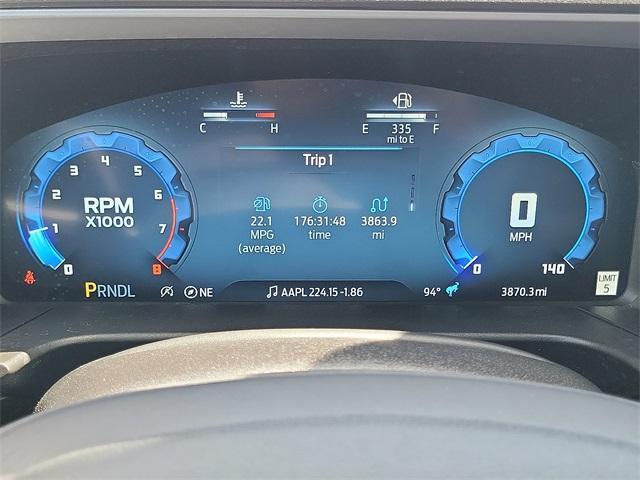 C H
E 335 F
mi to E
Trip 1
22.1 176:31:48 3863.9
MPG time mi
(average)
0 1 2 3 4 5 6 7 8
RPM
X1000
0
MPH
0 140
PRNDL NE AAPL 224.15 -1.86 94° 3870.3 mi
LIMIT
5